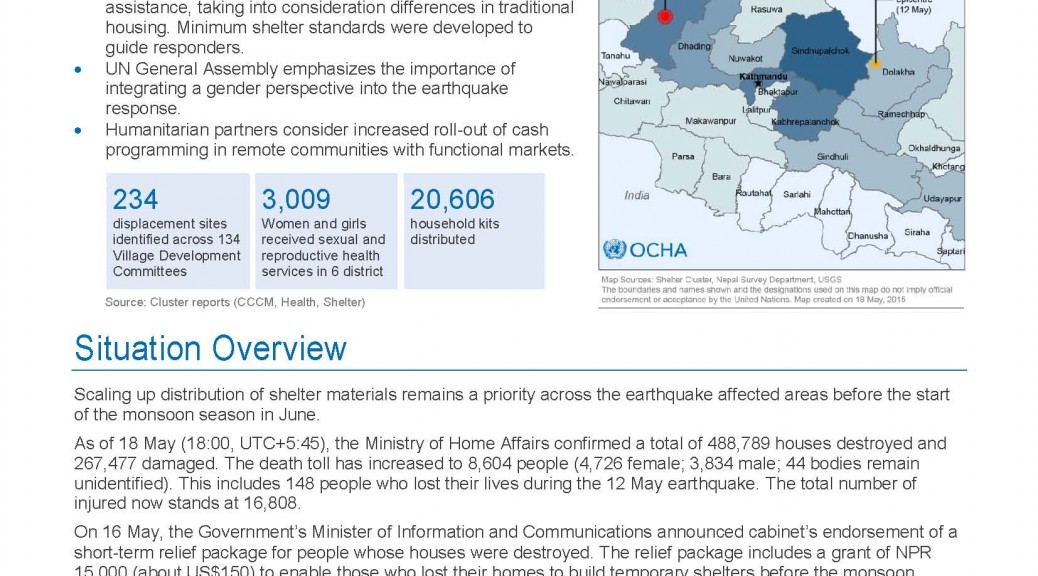 assistance, taking into consideration differences in traditional
housing. Minimum shelter standards were developed to
guide responders.
• UN General Assembly emphasizes the importance of
integrating a gender perspective into the earthquake
response.
• Humanitarian partners consider increased roll-out of cash
programming in remote communities with functional markets.
234
displacement sites
identified across 134
Village Development
Committees
3,009
Women and girls
received sexual and
reproductive health
services in 6 district
20,606
household kits
distributed
Source: Cluster reports (CCCM, Health, Shelter)
(12 May)
Rasuwa
Dhading
Sindhupalchok
Tanahu
Nuwakot
Dolakha
Nawalparasi
Kathmandu
Bhaktapur
Chitawan
Lalitpur
Ramechhap
Makawanpur
Kabhrepalanchok
Okhaldhunga
Parsa
Sindhuli
Khotang
Bara
India
Rautahat
Sarlahi
Udayapur
Mahottari
Dhanusha
Siraha
Saptari
OCHA
Map Sources: Shelter Cluster, Nepal Survey Department, USGS
The boundaries and names shown and the designations used on this map do not imply official
endorsement or acceptance by the United Nations. Map created on 18 May, 2015
Situation Overview
Scaling up distribution of shelter materials remains a priority across the earthquake affected areas before the start
of the monsoon season in June.
As of 18 May (18:00, UTC+5:45), the Ministry of Home Affairs confirmed a total of 488,789 houses destroyed and
267,477 damaged. The death toll has increased to 8,604 people (4,726 female; 3,834 male; 44 bodies remain
unidentified). This includes 148 people who lost their lives during the 12 May earthquake. The total number of
injured now stands at 16,808.
On 16 May, the Government's Minister of Information and Communications announced cabinet's endorsement of a
short-term relief package for people whose houses were destroyed. The relief package includes a grant of NPR
15,000 (about US$150) to enable those who lost their homes to build temporary shelters before the monsoon